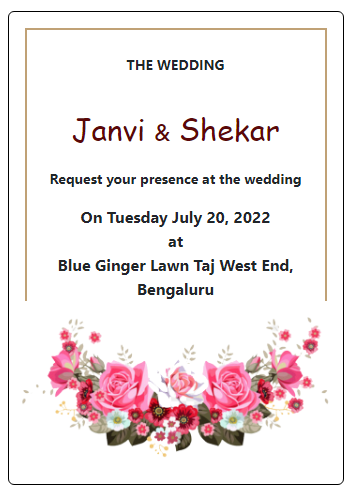 THE WEDDING
Janvi & Shekar
Request your presence at the wedding
On Tuesday July 20, 2022
at
Blue Ginger Lawn Taj West End,
Bengaluru